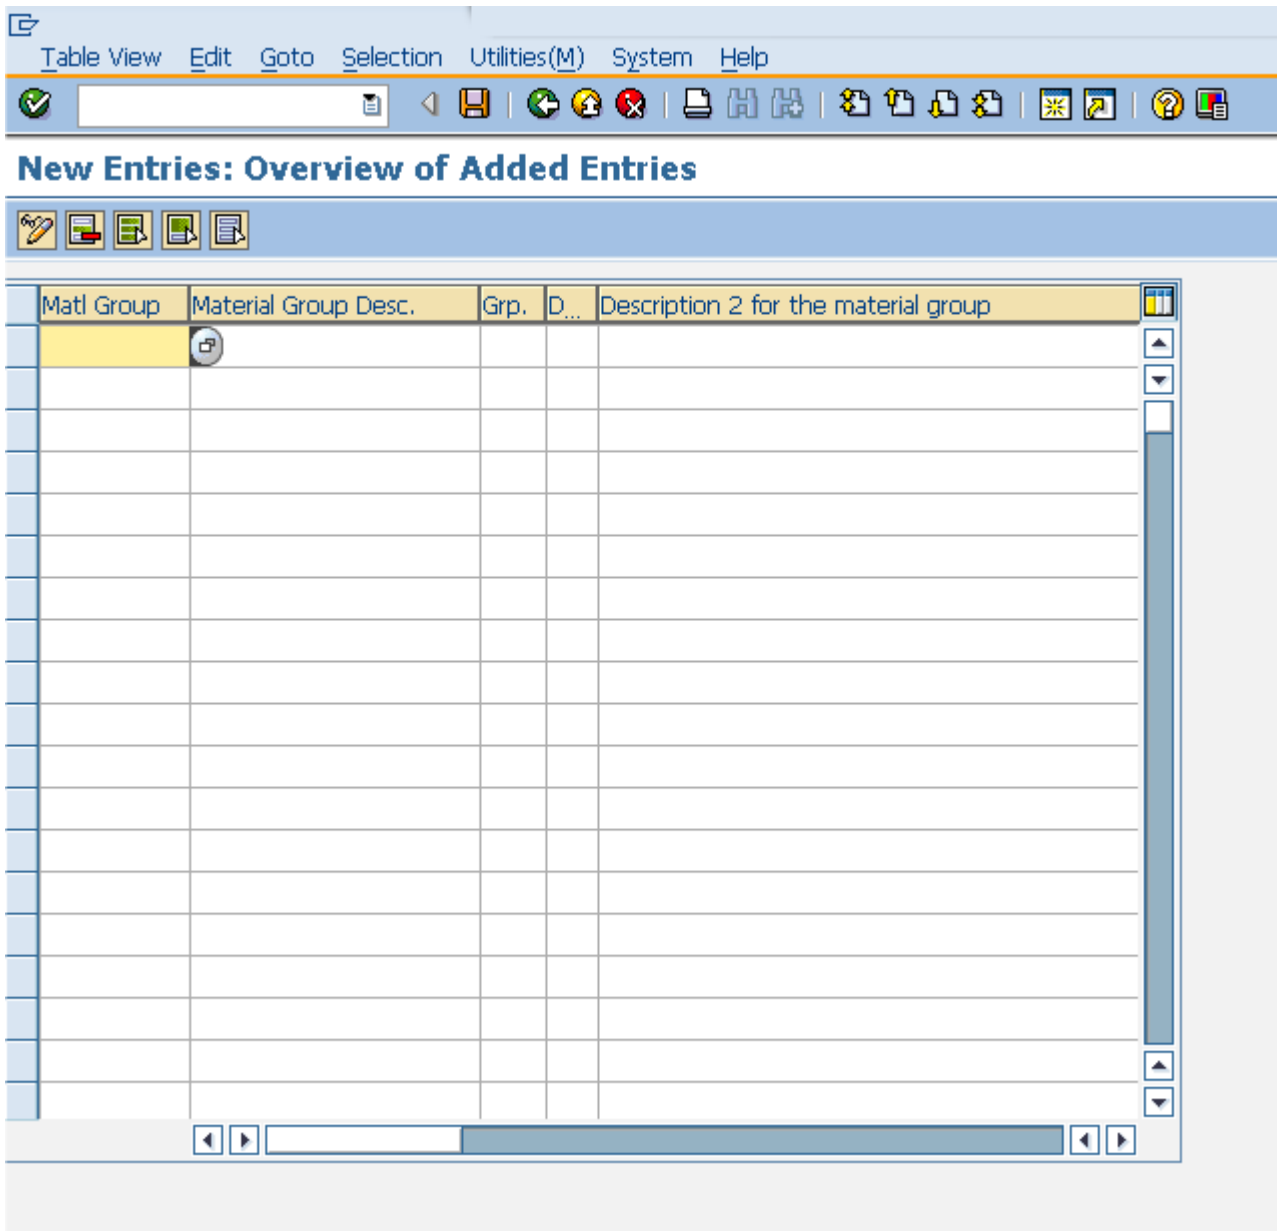 Table View Edit Goto Selection Utilities(M) System Help
New Entries: Overview of Added Entries
Matl Group Material Group Desc. Grp. D... Description 2 for the material group